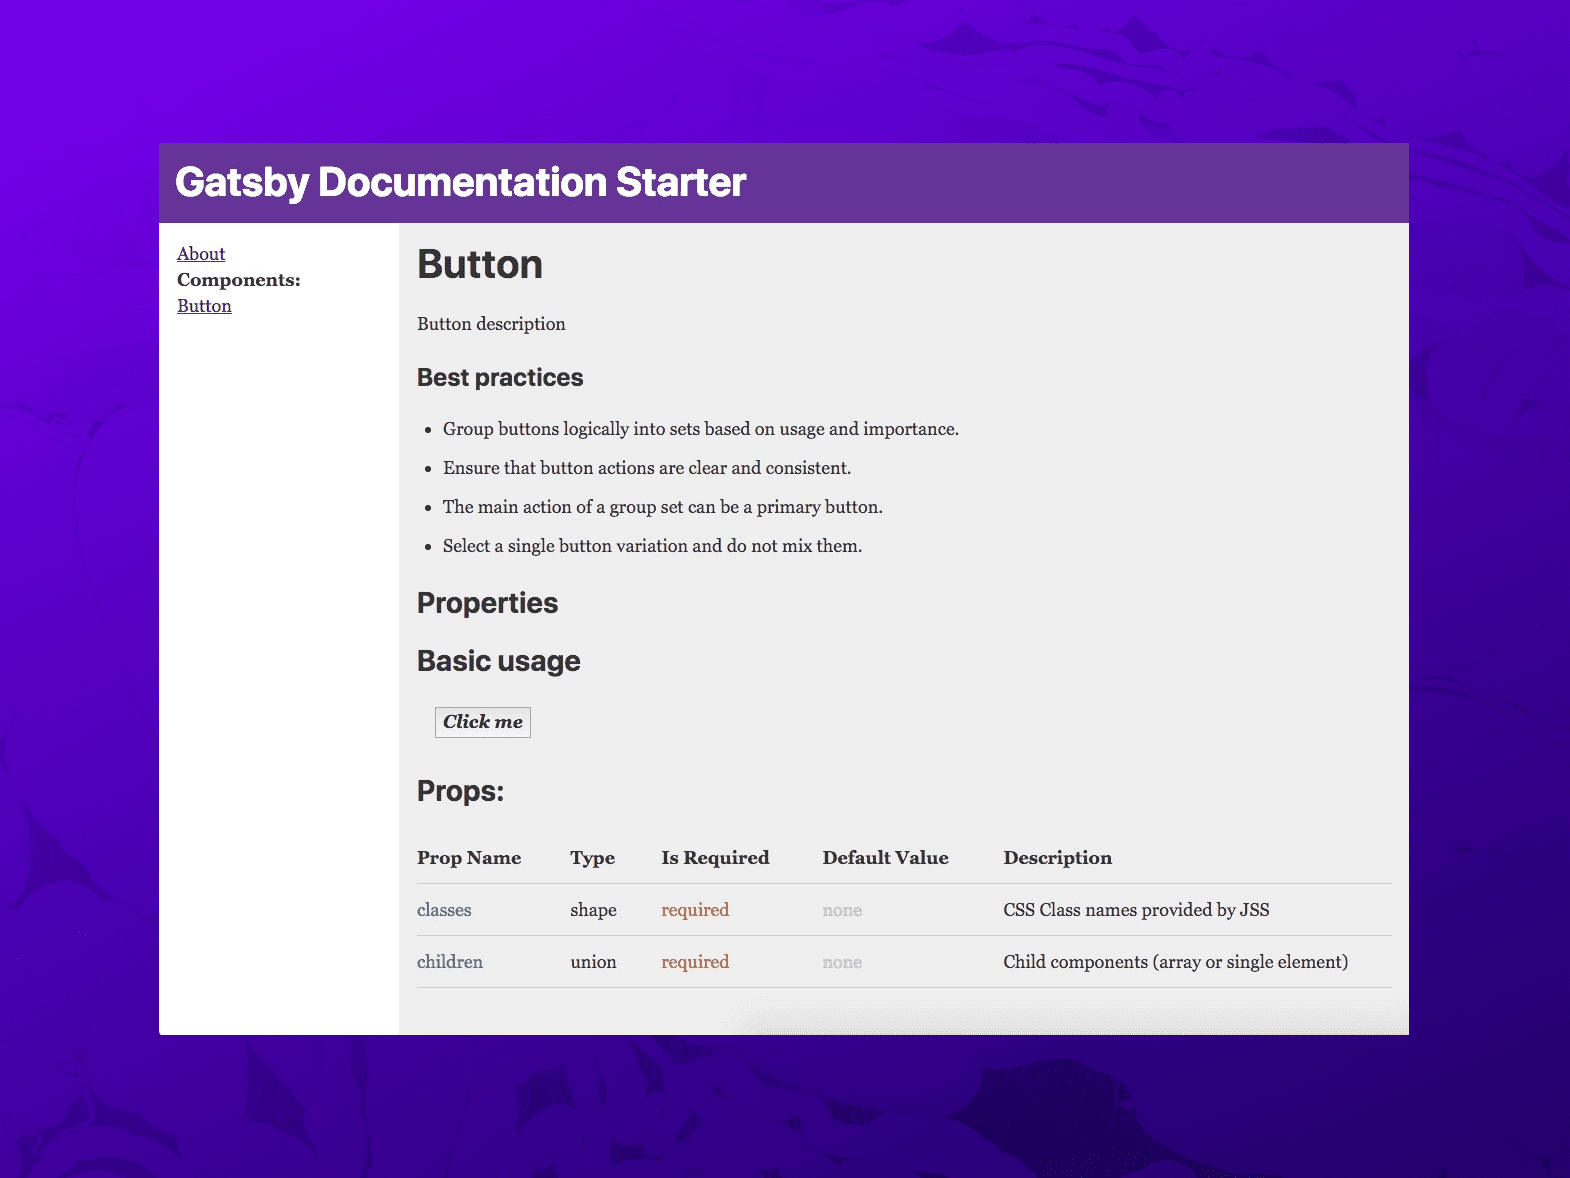 Gatsby Documentation Starter
About
Components:
Button
Button
Button description
Best practices
Group buttons logically into sets based on usage and importance.
Ensure that button actions are clear and consistent.
The main action of a group set can be a primary button.
Select a single button variation and do not mix them.
Properties
Basic usage
Click me
Props:
Prop Name Type Is Required Default Value Description
classes shape required none CSS Class names provided by JSS
children union required none Child components (array or single element)